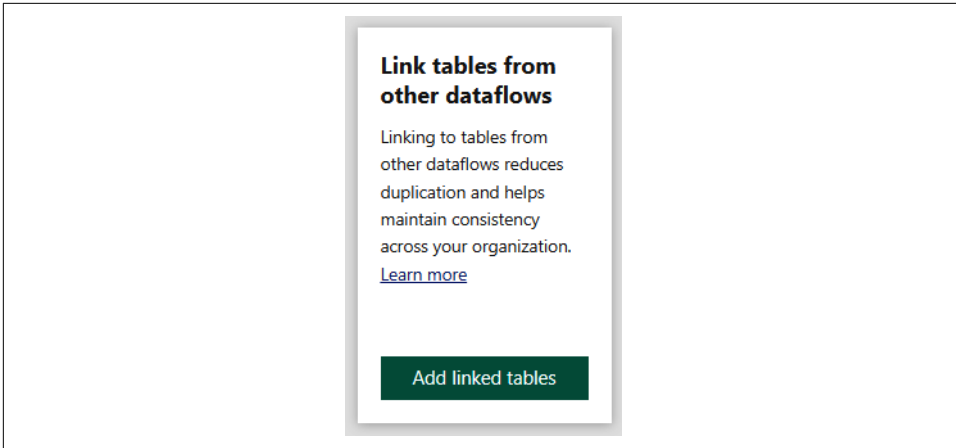 Link tables from
other dataflows
Linking to tables from
other dataflows reduces
duplication and helps
maintain consistency
across your organization.
Learn more
Add linked tables